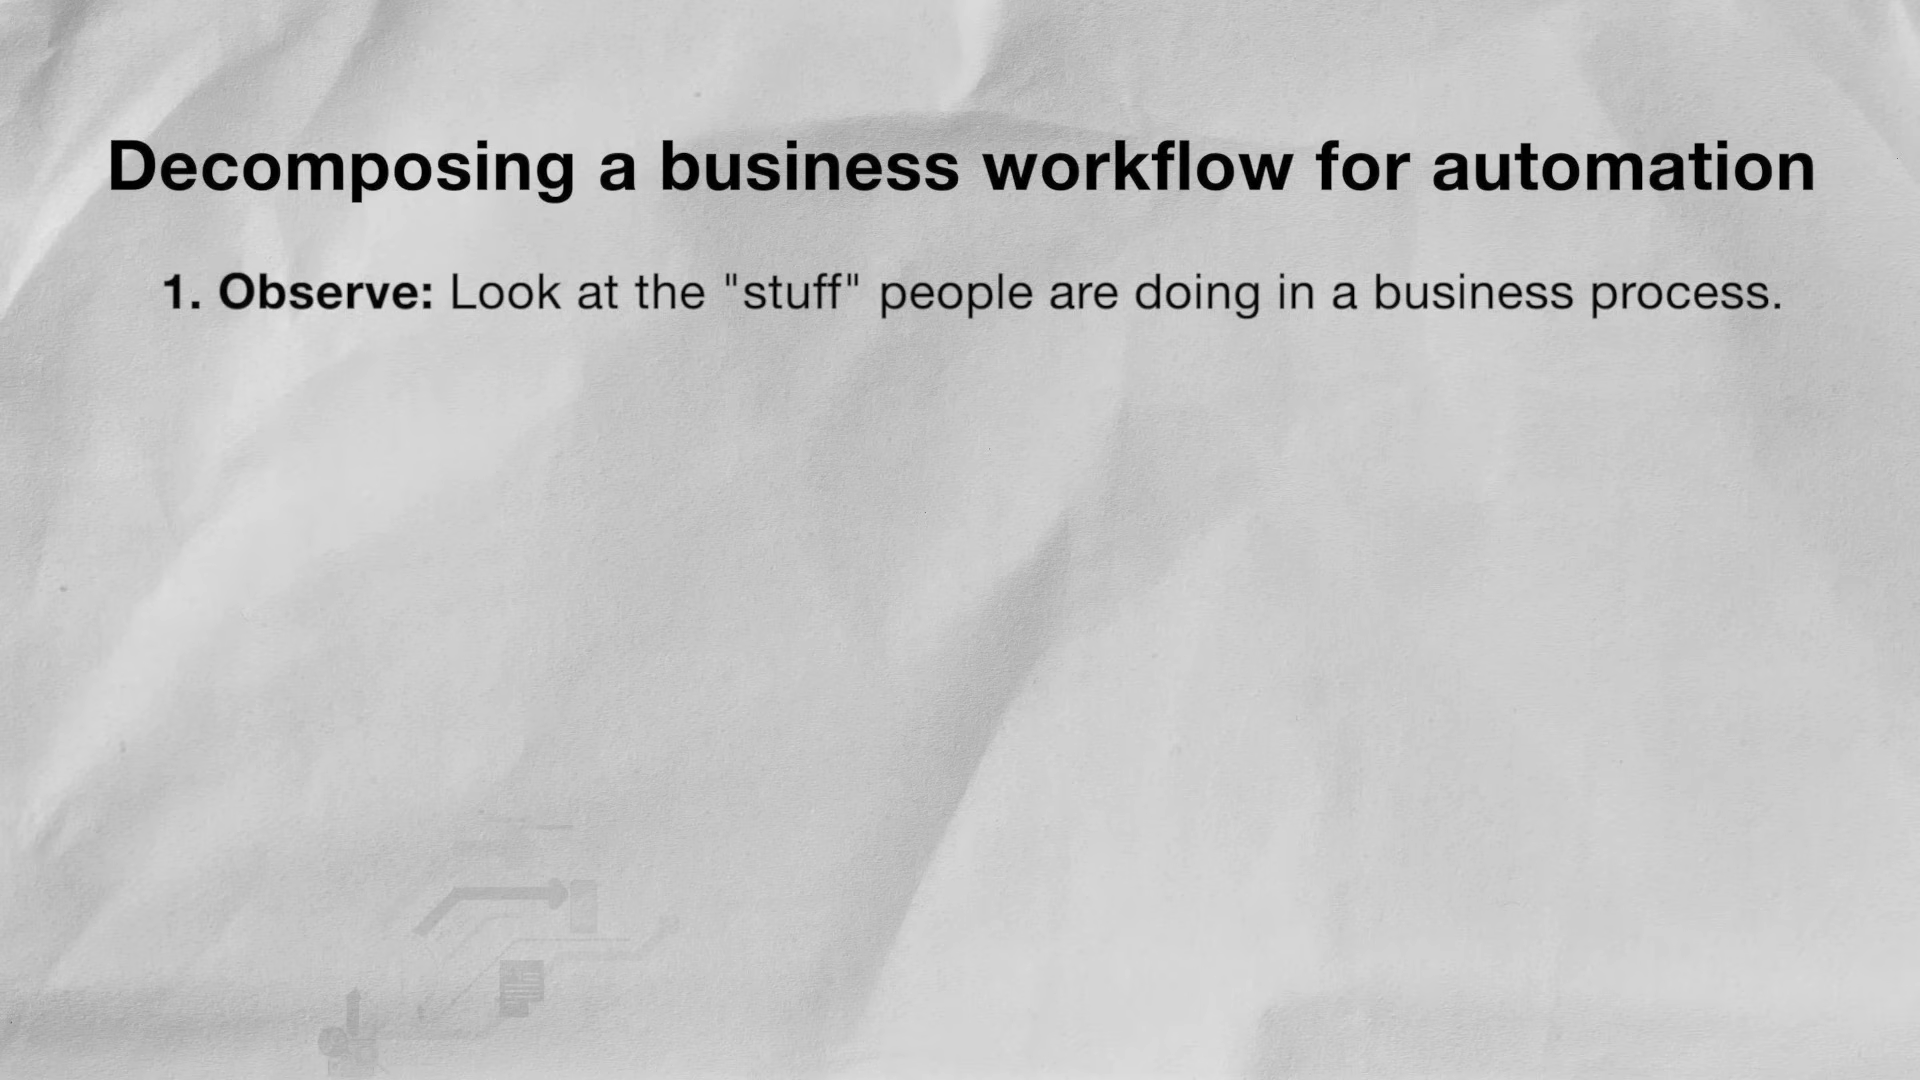 Decomposing a business workflow for automation
1. Observe: Look at the "stuff" people are doing in a business process.